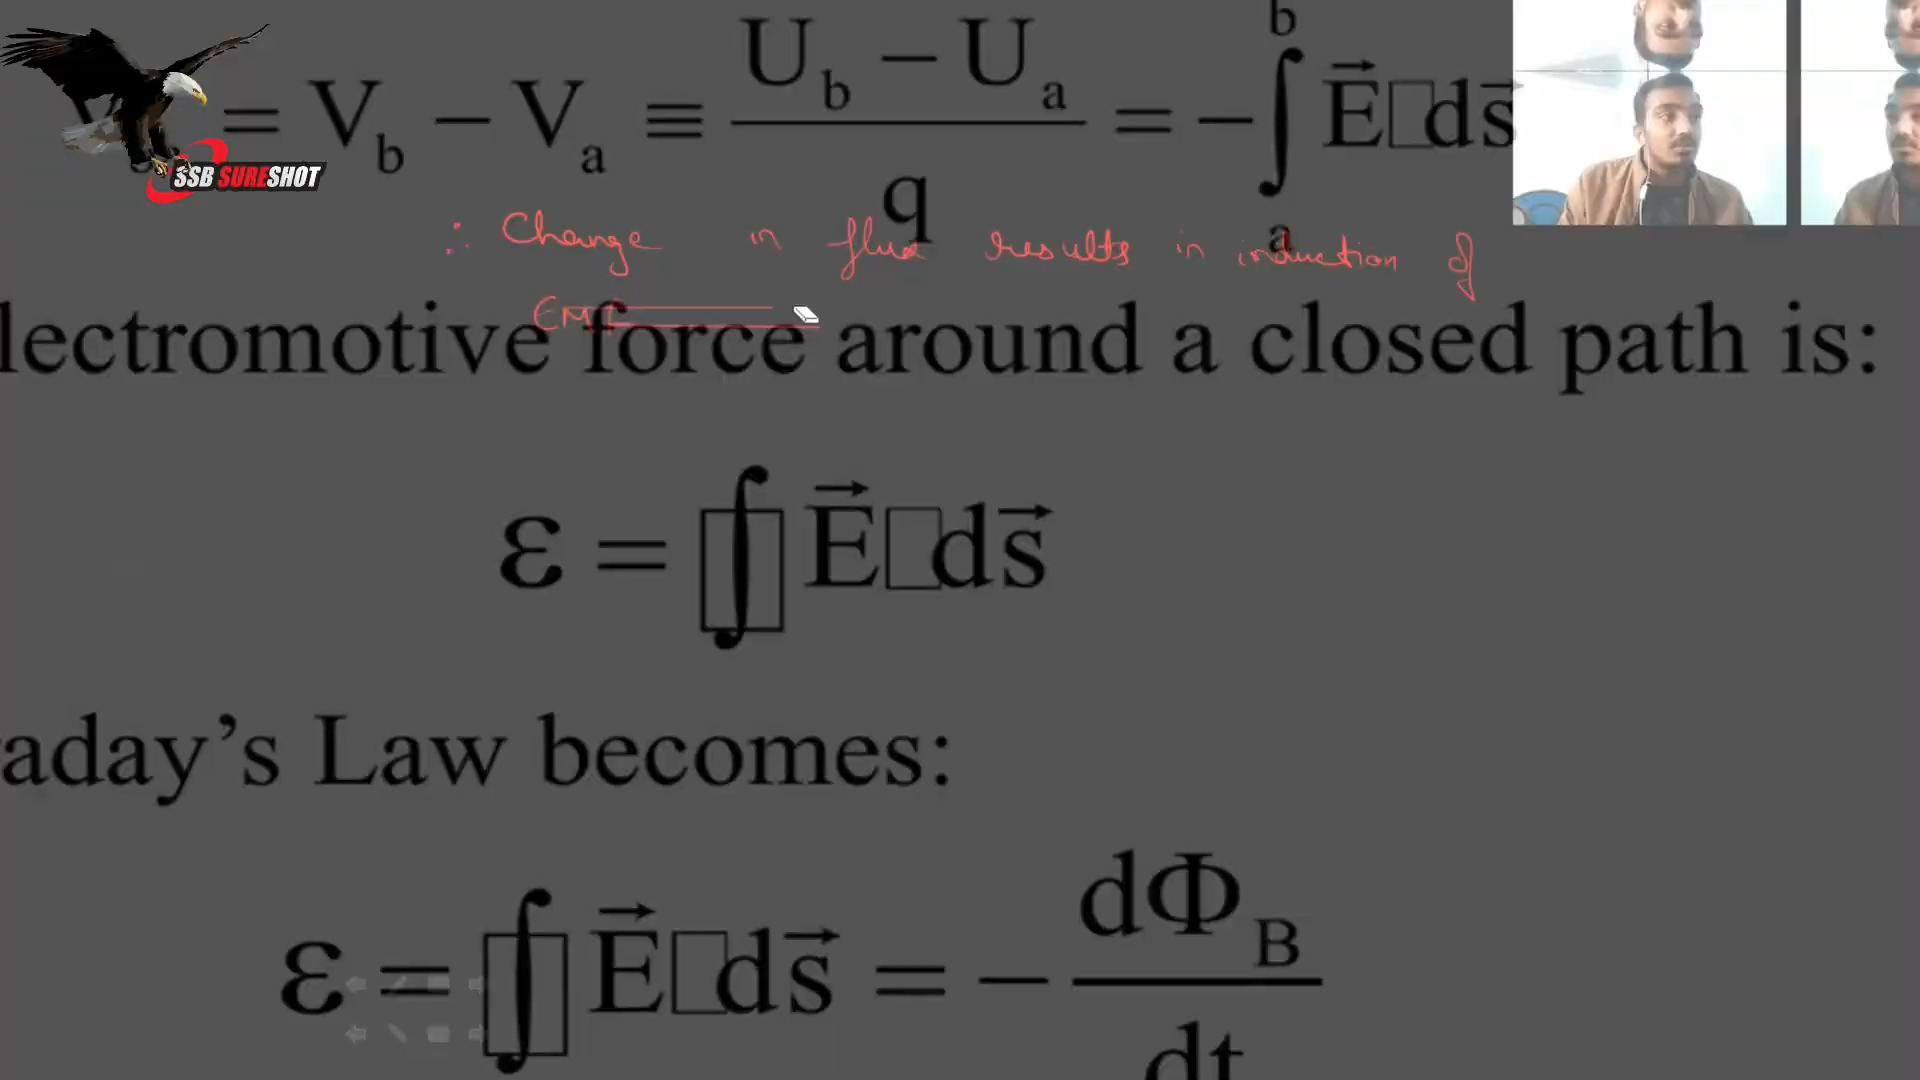 = V_b − V_a ≡ (U_b − U_a) / q = −∫_a^b E⃗□ds⃗
SSB SURESHOT
∴ Change in flux results in induction of
EMF
lectromotive force around a closed path is:
ε = ∫ E⃗□ds⃗
aday's Law becomes:
ε = ∫ E⃗□ds⃗ = − dΦ_B / dt